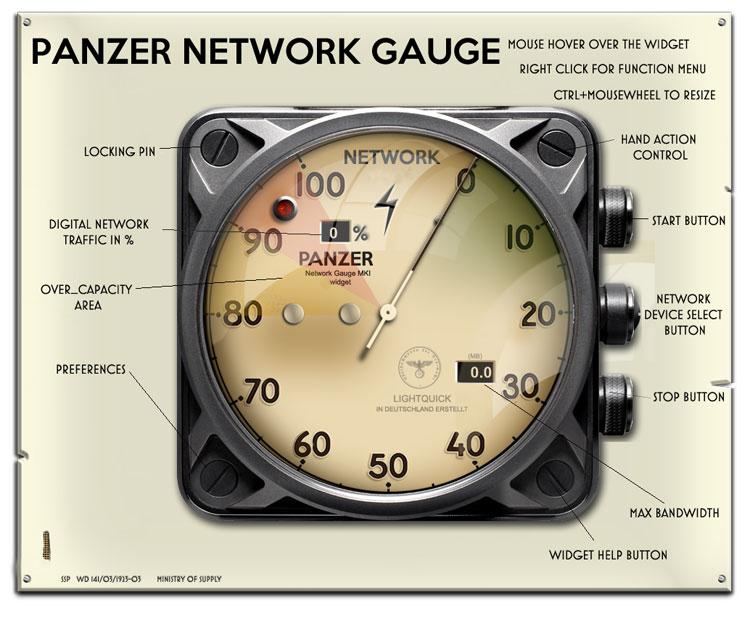 PANZER NETWORK GAUGE
MOUSE HOVER OVER THE WIDGET
RIGHT CLICK FOR FUNCTION MENU
CTRL+MOUSEWHEEL TO RESIZE
LOCKING PIN
HAND ACTION
CONTROL
DIGITAL NETWORK
TRAFFIC IN %
START BUTTON
OVER_CAPACITY
AREA
NETWORK
DEVICE SELECT
BUTTON
PREFERENCES
STOP BUTTON
MAX BANDWIDTH
WIDGET HELP BUTTON
NETWORK
100
0
90
0 %
10
PANZER
Network Gauge MKI
widget
80
20
(MB)
0.0
70
30
LIGHTQUICK
IN DEUTSCHLAND ERSTELLT
60
40
50
SSP WD 141/03/1923-03 MINISTRY OF SUPPLY